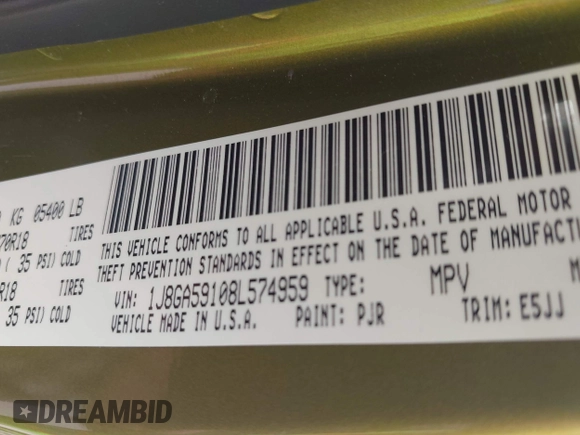 KG 05400 LB
70R18 TIRES
( 35 PSI) COLD
R18 TIRES
35 PSI) COLD
THIS VEHICLE CONFORMS TO ALL APPLICABLE U.S.A. FEDERAL MOTOR
THEFT PREVENTION STANDARDS IN EFFECT ON THE DATE OF MANUFACTU
VIN: 1J8GA59108L574959 TYPE: MPV
VEHICLE MADE IN U.S.A. PAINT: PJR TRIM: E5JJ
DREAMBID